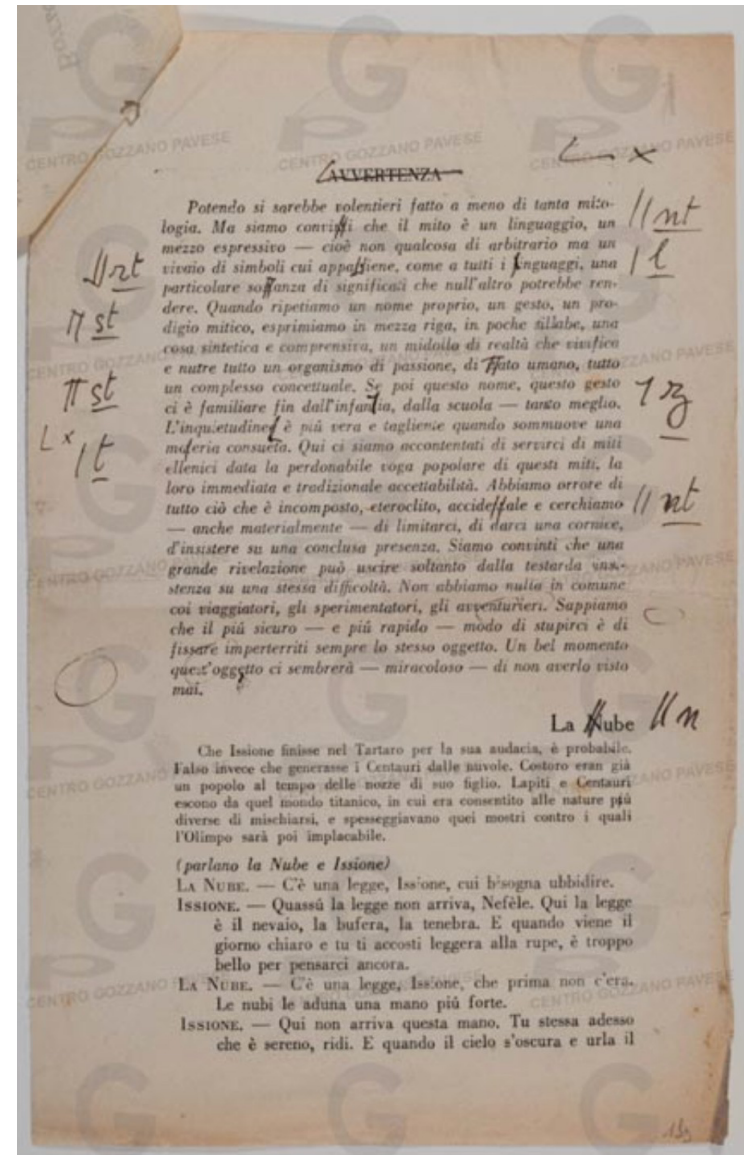 AVVERTENZA
Potendo si sarebbe volentieri fatto a meno di tanta mito-
logia. Ma siamo convinti che il mito è un linguaggio, un
mezzo espressivo — cioè non qualcosa di arbitrario ma un
vivaio di simboli cui appartiene, come a tutti i linguaggi, una
particolare sostanza di significati che null'altro potrebbe ren-
dere. Quando ripetiamo un nome proprio, un gesto, un pro-
digio mitico, esprimiamo in mezza riga, in poche sillabe, una
cosa sintetica e comprensiva, un midollo di realtà che vivifica
e nutre tutto un organismo di passione, di stato umano, tutto
un complesso concettuale. Se poi questo nome, questo gesto
ci è familiare fin dall'infanzia, dalla scuola — tanto meglio.
L'inquietudine è più vera e tagliente quando sommuove una
materia consueta. Qui ci siamo accontentati di servirci di miti
ellenici data la perdonabile voga popolare di questi miti, la
loro immediata e tradizionale accettabilità. Abbiamo orrore di
tutto ciò che è incomposto, eteroclito, accidentale e cerchiamo
— anche materialmente — di limitarci, di darci una cornice,
d'insistere su una conclusa presenza. Siamo convinti che una
grande rivelazione può uscire soltanto dalla testarda insi-
stenza su una stessa difficoltà. Non abbiamo nulla in comune
coi viaggiatori, gli sperimentatori, gli avventurieri. Sappiamo
che il piú sicuro — e piú rapido — modo di stupirci è di
fissare imperterriti sempre lo stesso oggetto. Un bel momento
quest'oggetto ci sembrerà — miracoloso — di non averlo visto
mai.
nt
l
rt
st
st
t
z
nt
La Nube
n
Che Issione finisse nel Tartaro per la sua audacia, è probabile.
Falso invece che generasse i Centauri dalle nuvole. Costoro eran già
un popolo al tempo delle nozze di suo figlio. Lapiti e Centauri
escono da quel mondo titanico, in cui era consentito alle nature piú
diverse di mischiarsi, e spesseggiavano quei mostri contro i quali
l'Olimpo sarà poi implacabile.
(parlano la Nube e Issione)
LA NUBE. — C'è una legge, Issione, cui bisogna ubbidire.
ISSIONE. — Quassú la legge non arriva, Nefèle. Qui la legge
è il nevaio, la bufera, la tenebra. E quando viene il
giorno chiaro e tu ti accosti leggera alla rupe, è troppo
bello per pensarci ancora.
LA NUBE. — C'è una legge, Issione, che prima non c'era.
Le nubi le aduna una mano piú forte.
ISSIONE. — Qui non arriva questa mano. Tu stessa adesso
che è sereno, ridi. E quando il cielo s'oscura e urla il
CENTRO GOZZANO PAVESE